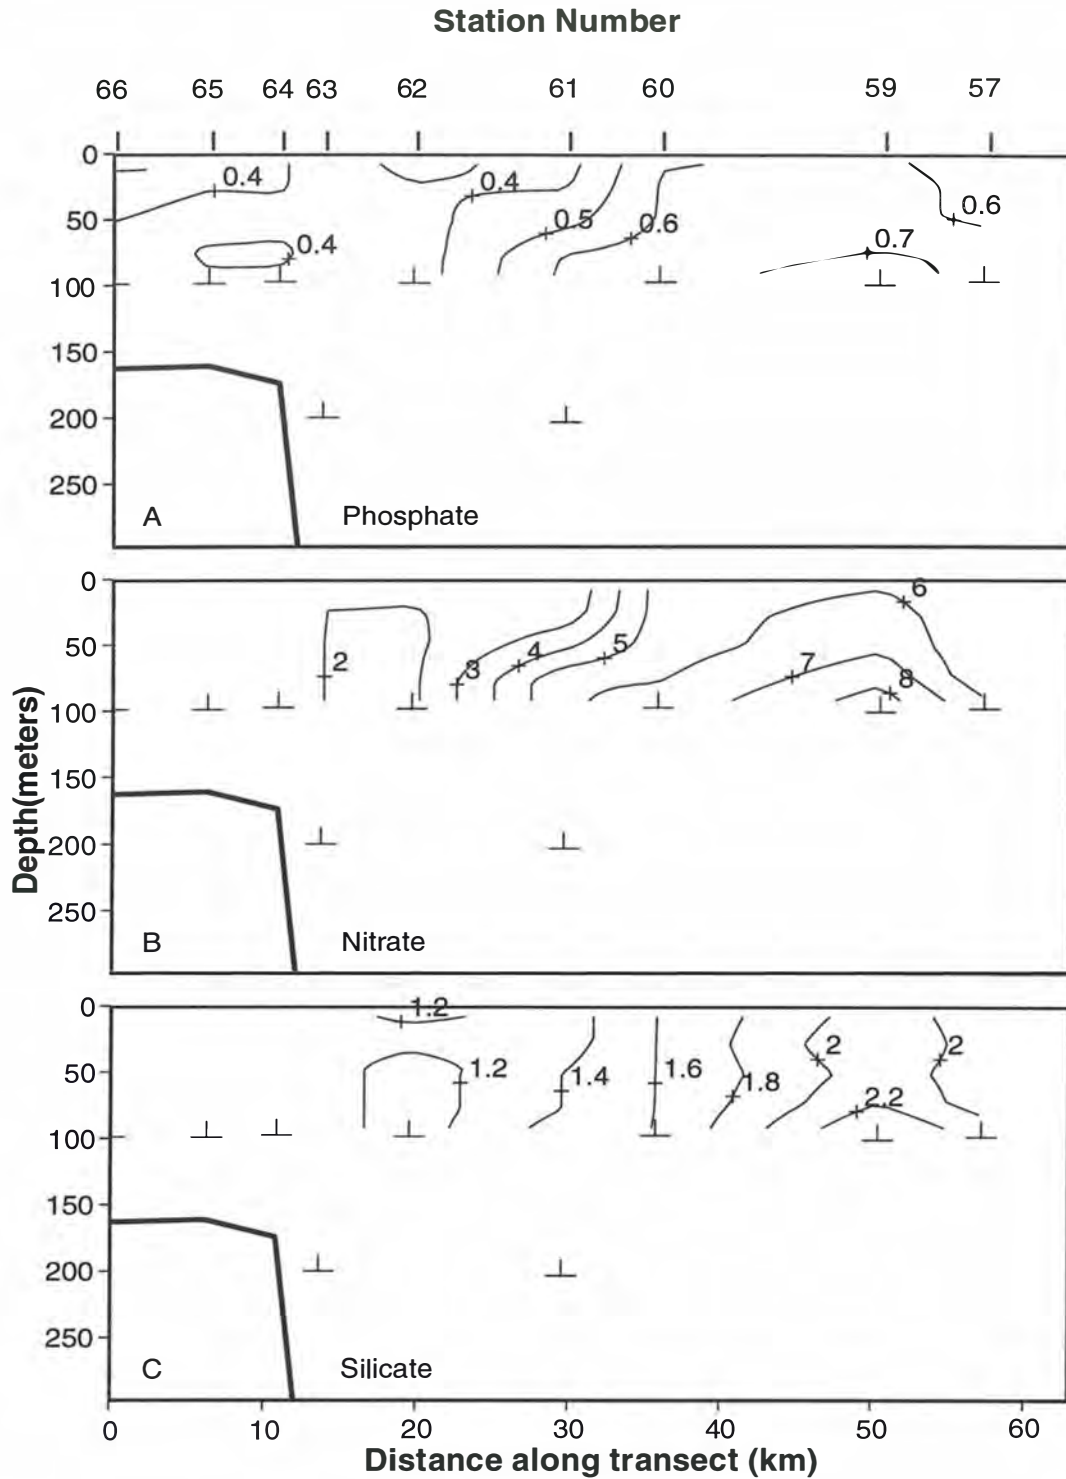 Station Number
66 65 64 63 62 61 60 59 57
0
0.4 0.4 0.6
50
0.5 0.6
0.4 0.7
100
150
200
250
A Phosphate
0
6
50
4 5
2 3 7 8
100
150
200
250
B Nitrate
Depth(meters)
0
1.2
50
2 2
1.2 1.4 1.6 1.8
2.2
100
150
200
250
C Silicate
0 10 20 30 40 50 60
Distance along transect (km)